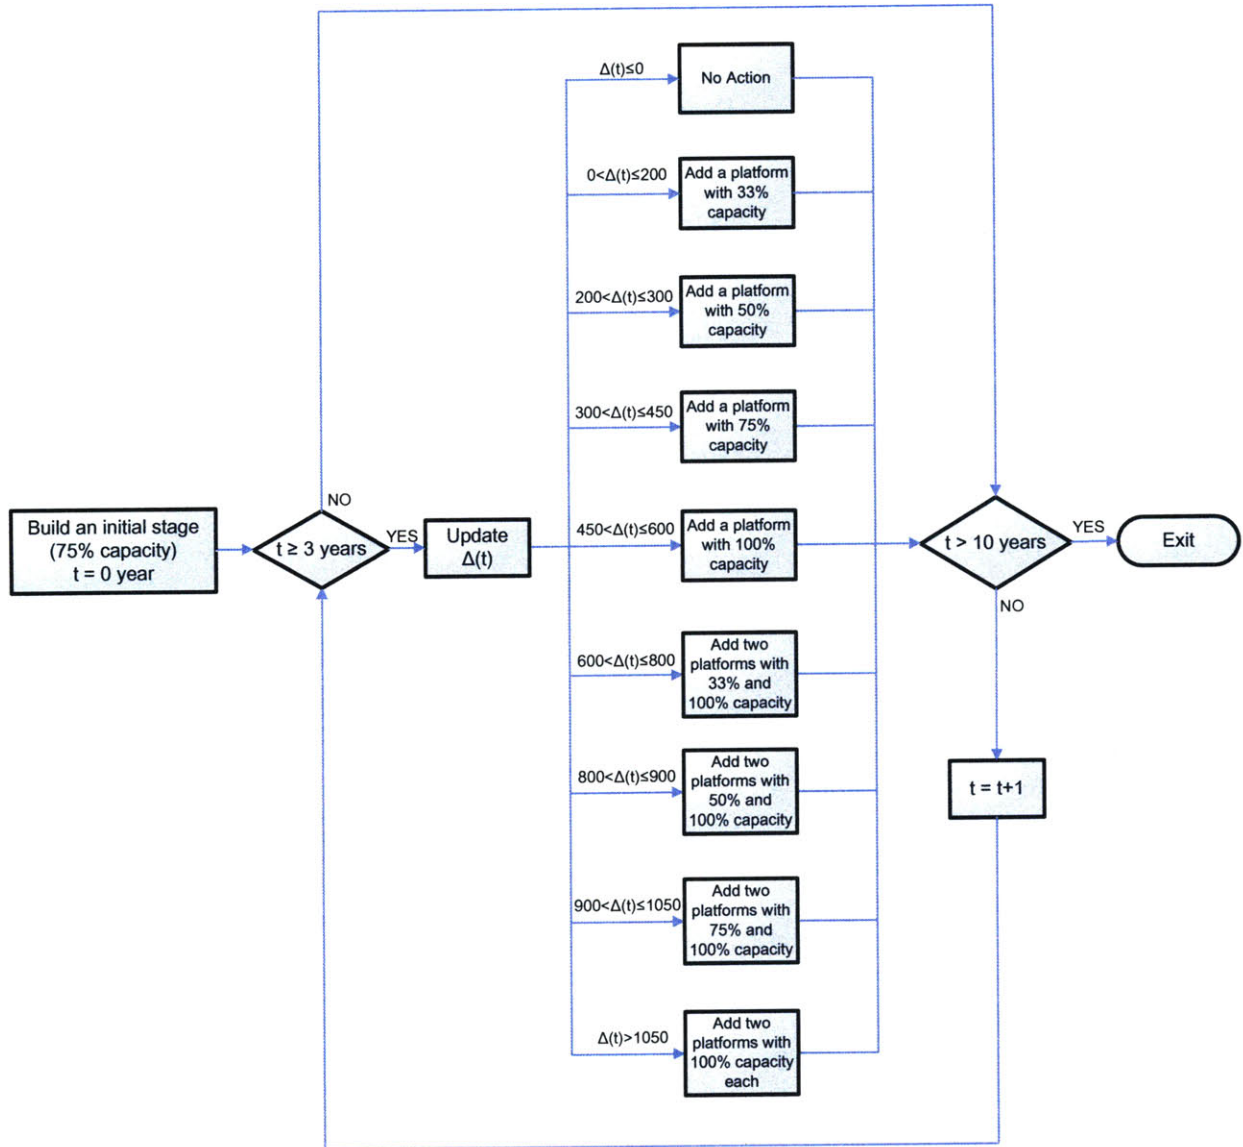 Build an initial stage
(75% capacity)
t = 0 year
t ≥ 3 years
NO
YES
Update
Δ(t)
Δ(t)≤0
No Action
0<Δ(t)≤200
Add a platform
with 33%
capacity
200<Δ(t)≤300
Add a platform
with 50%
capacity
300<Δ(t)≤450
Add a platform
with 75%
capacity
450<Δ(t)≤600
Add a platform
with 100%
capacity
600<Δ(t)≤800
Add two
platforms with
33% and
100% capacity
800<Δ(t)≤900
Add two
platforms with
50% and
100% capacity
900<Δ(t)≤1050
Add two
platforms with
75% and
100% capacity
Δ(t)>1050
Add two
platforms with
100% capacity
each
t > 10 years
YES
Exit
NO
t = t+1